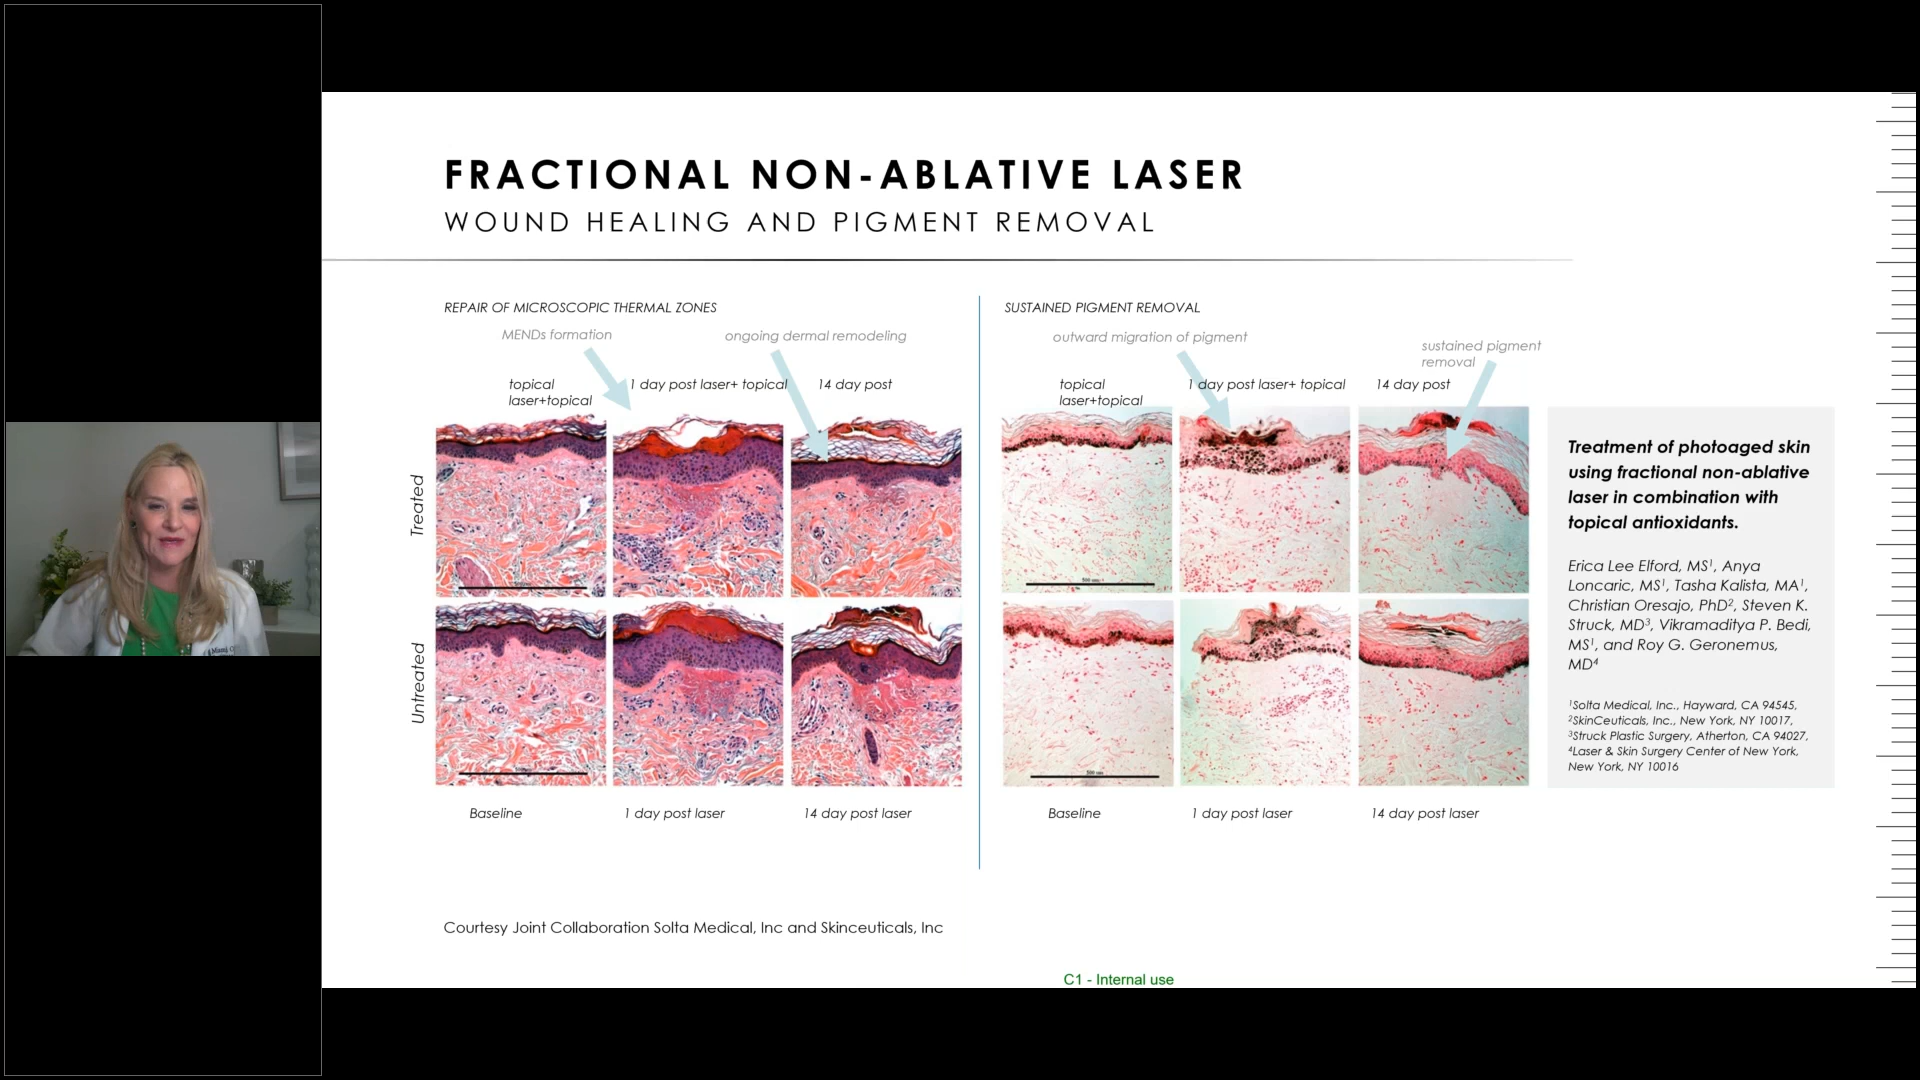 FRACTIONAL NON-ABLATIVE LASER
WOUND HEALING AND PIGMENT REMOVAL
REPAIR OF MICROSCOPIC THERMAL ZONES
MENDs formation
ongoing dermal remodeling
topical
laser+topical
1 day post laser+ topical
14 day post
Treated
Untreated
Baseline
1 day post laser
14 day post laser
SUSTAINED PIGMENT REMOVAL
outward migration of pigment
sustained pigment
removal
topical
laser+topical
1 day post laser+ topical
14 day post
Baseline
1 day post laser
14 day post laser
Treatment of photoaged skin
using fractional non-ablative
laser in combination with
topical antioxidants.
Erica Lee Elford, MS¹, Anya
Loncaric, MS¹, Tasha Kalista, MA¹,
Christian Oresajo, PhD², Steven K.
Struck, MD³, Vikramaditya P. Bedi,
MS¹, and Roy G. Geronemus,
MD⁴
¹Solta Medical, Inc., Hayward, CA 94545,
²SkinCeuticals, Inc., New York, NY 10017,
³Struck Plastic Surgery, Atherton, CA 94027,
⁴Laser & Skin Surgery Center of New York,
New York, NY 10016
Courtesy Joint Collaboration Solta Medical, Inc and Skinceuticals, Inc
C1 - Internal use